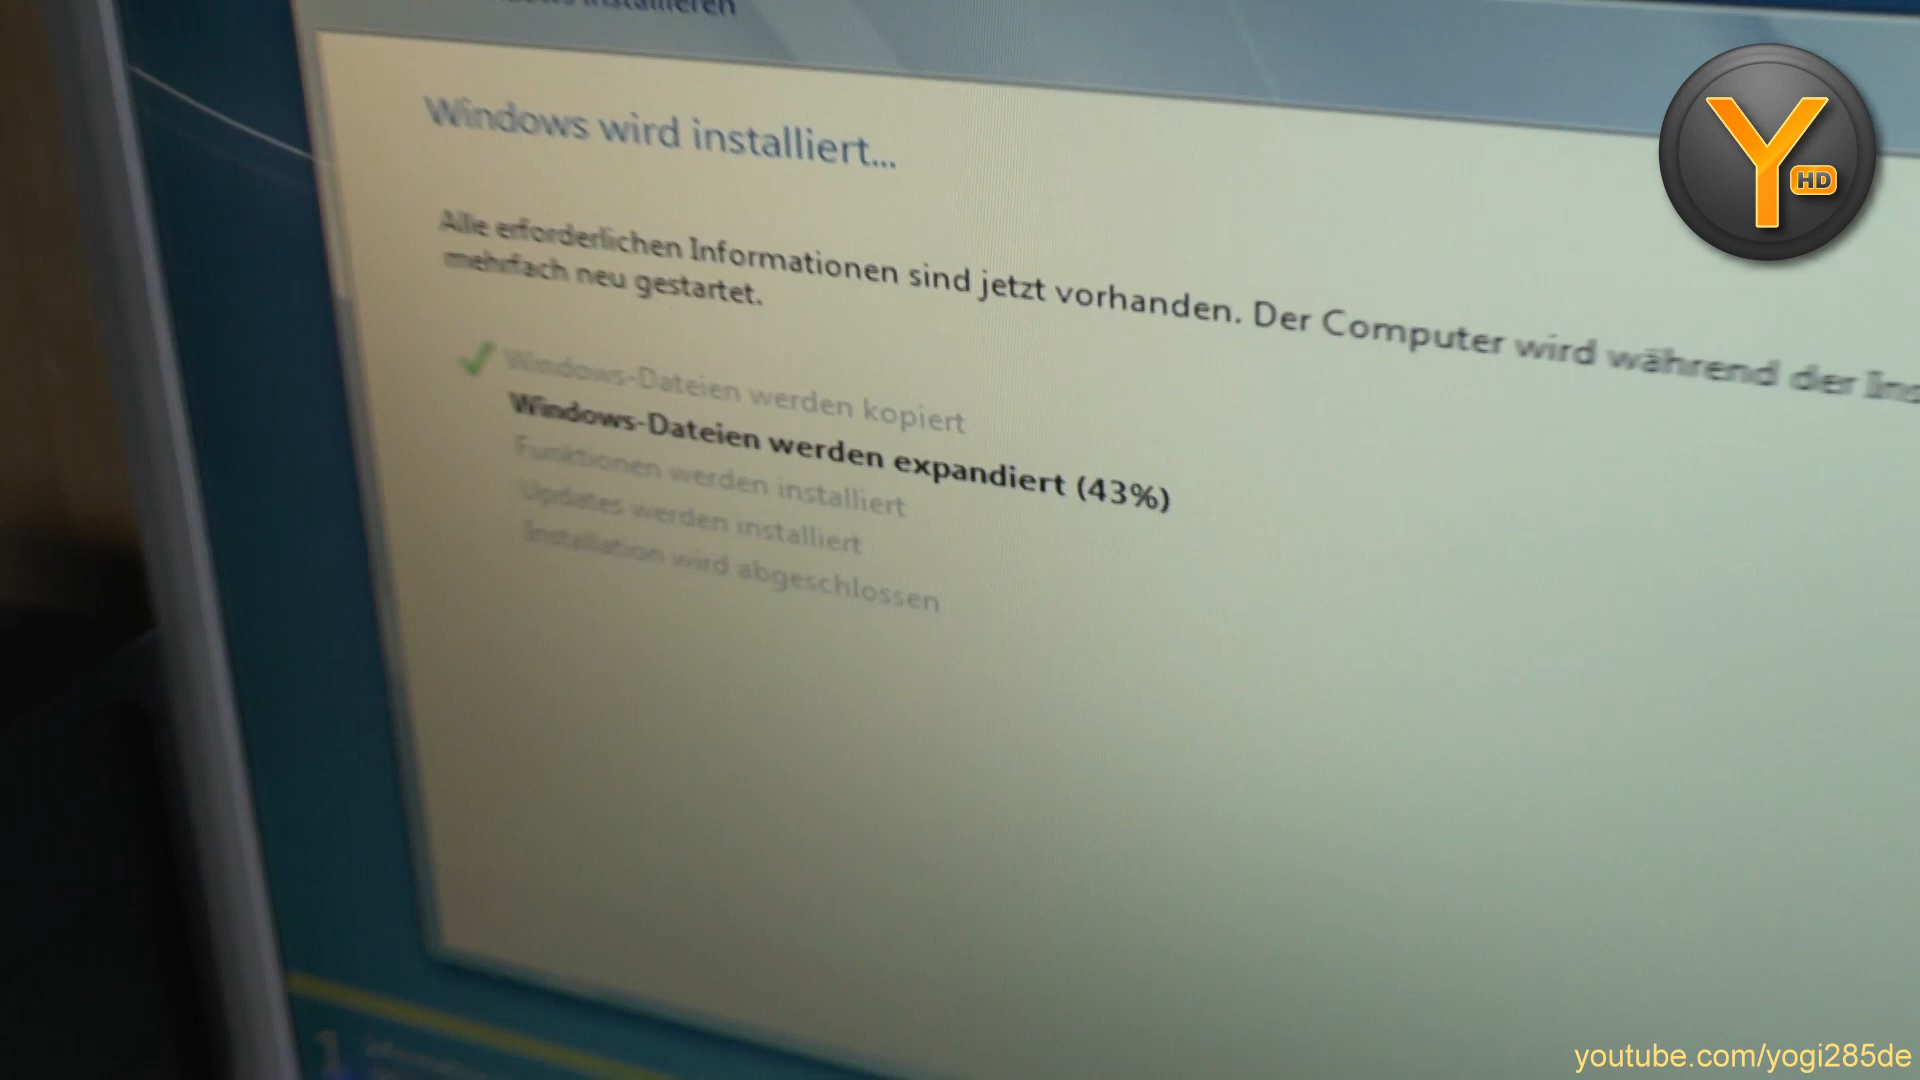 installieren
Y
HD
Windows wird installiert...
Alle erforderlichen Informationen sind jetzt vorhanden. Der Computer wird während der
mehrfach neu gestartet.
Windows-Dateien werden kopiert
Windows-Dateien werden expandiert (43%)
Funktionen werden installiert
Updates werden installiert
Installation wird abgeschlossen
1
youtube.com/yogi285de